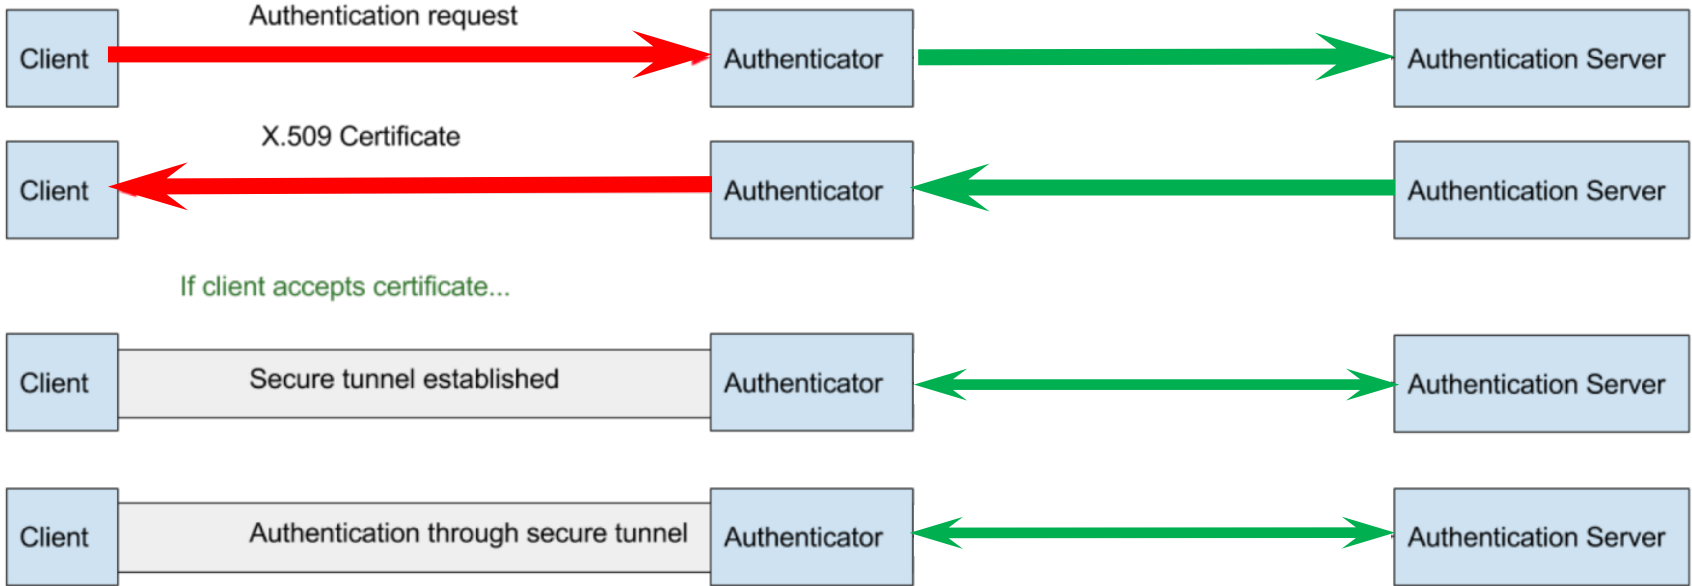 Authentication request
Client
Authenticator
Authentication Server
X.509 Certificate
Client
Authenticator
Authentication Server
If client accepts certificate...
Client
Secure tunnel established
Authenticator
Authentication Server
Client
Authentication through secure tunnel
Authenticator
Authentication Server